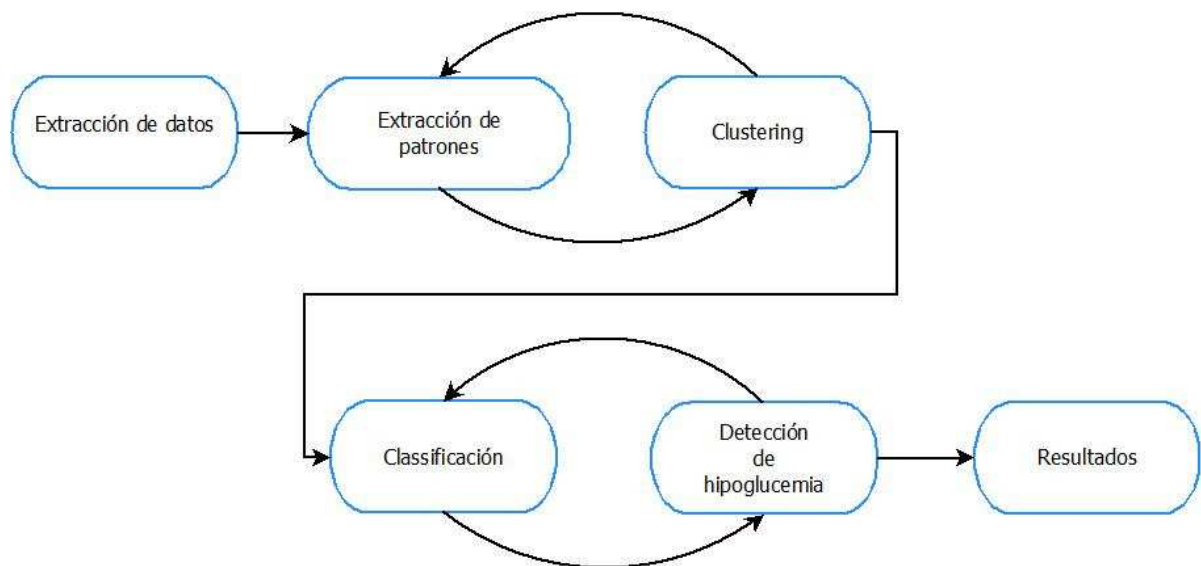 Extracción de datos
Extracción de
patrones
Clustering
Classificación
Detección
de
hipoglucemia
Resultados